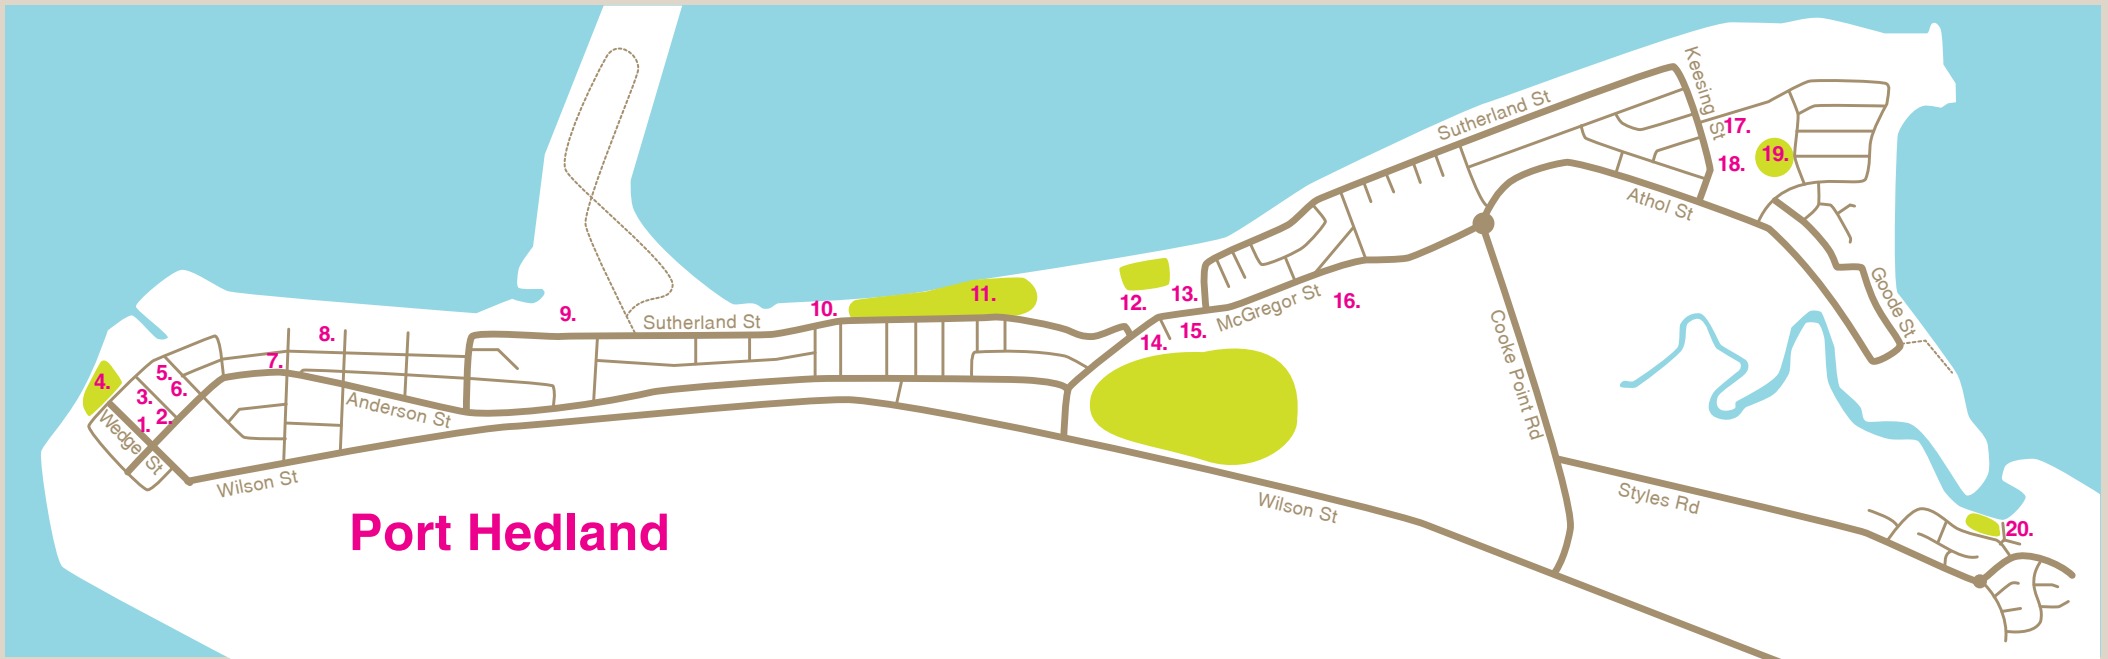 Keesing St
Sutherland St
17.
18.
19.
Athol St
Goode St
11.
10.
9.
12.
13.
McGregor St
16.
Sutherland St
8.
7.
14.
15.
Cooke Point Rd
5.
4.
6.
3.
2.
1.
Anderson St
Wedge St
Wilson St
Wilson St
Styles Rd
20.
Port Hedland